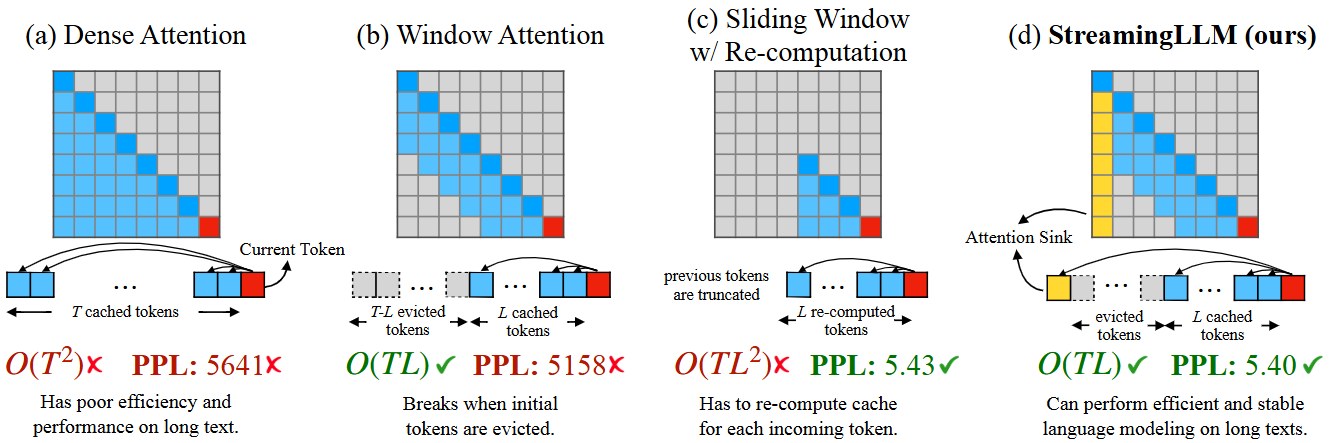 (a) Dense Attention
Current Token
...
T cached tokens
O(T²)✗ PPL: 5641✗
Has poor efficiency and
performance on long text.
(b) Window Attention
... ...
T-L evicted
tokens
L cached
tokens
O(TL)✓ PPL: 5158✗
Breaks when initial
tokens are evicted.
(c) Sliding Window
w/ Re-computation
previous tokens
are truncated
...
L re-computed
tokens
O(TL²)✗ PPL: 5.43✓
Has to re-compute cache
for each incoming token.
(d) StreamingLLM (ours)
Attention Sink
... ...
evicted
tokens
L cached
tokens
O(TL)✓ PPL: 5.40✓
Can perform efficient and stable
language modeling on long texts.